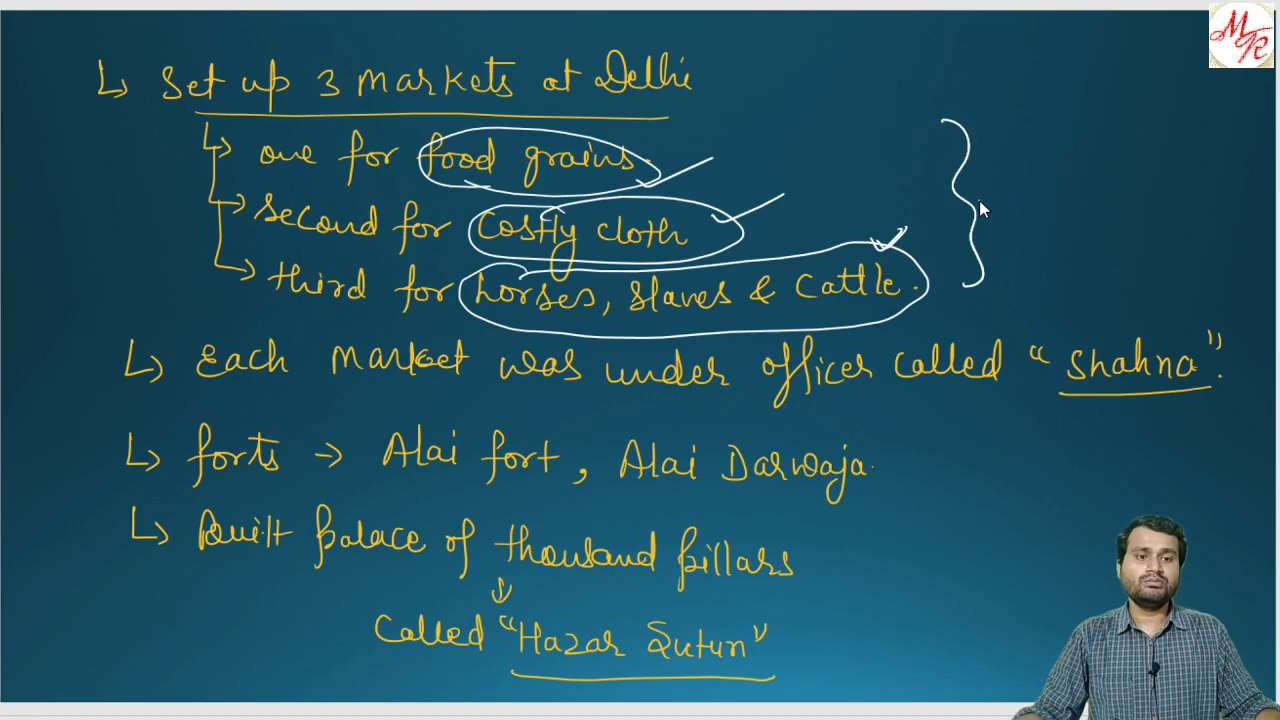 MR
↳ Set up 3 markets at Delhi
↳ one for food grains.
→ second for costly cloth
→ third for horses, slaves & cattle.
↳ Each market was under officer called "Shahna".
↳ forts → Alai fort, Alai Darwaja.
↳ Built palace of thousand pillars
↓
called "Hazar Sutun"